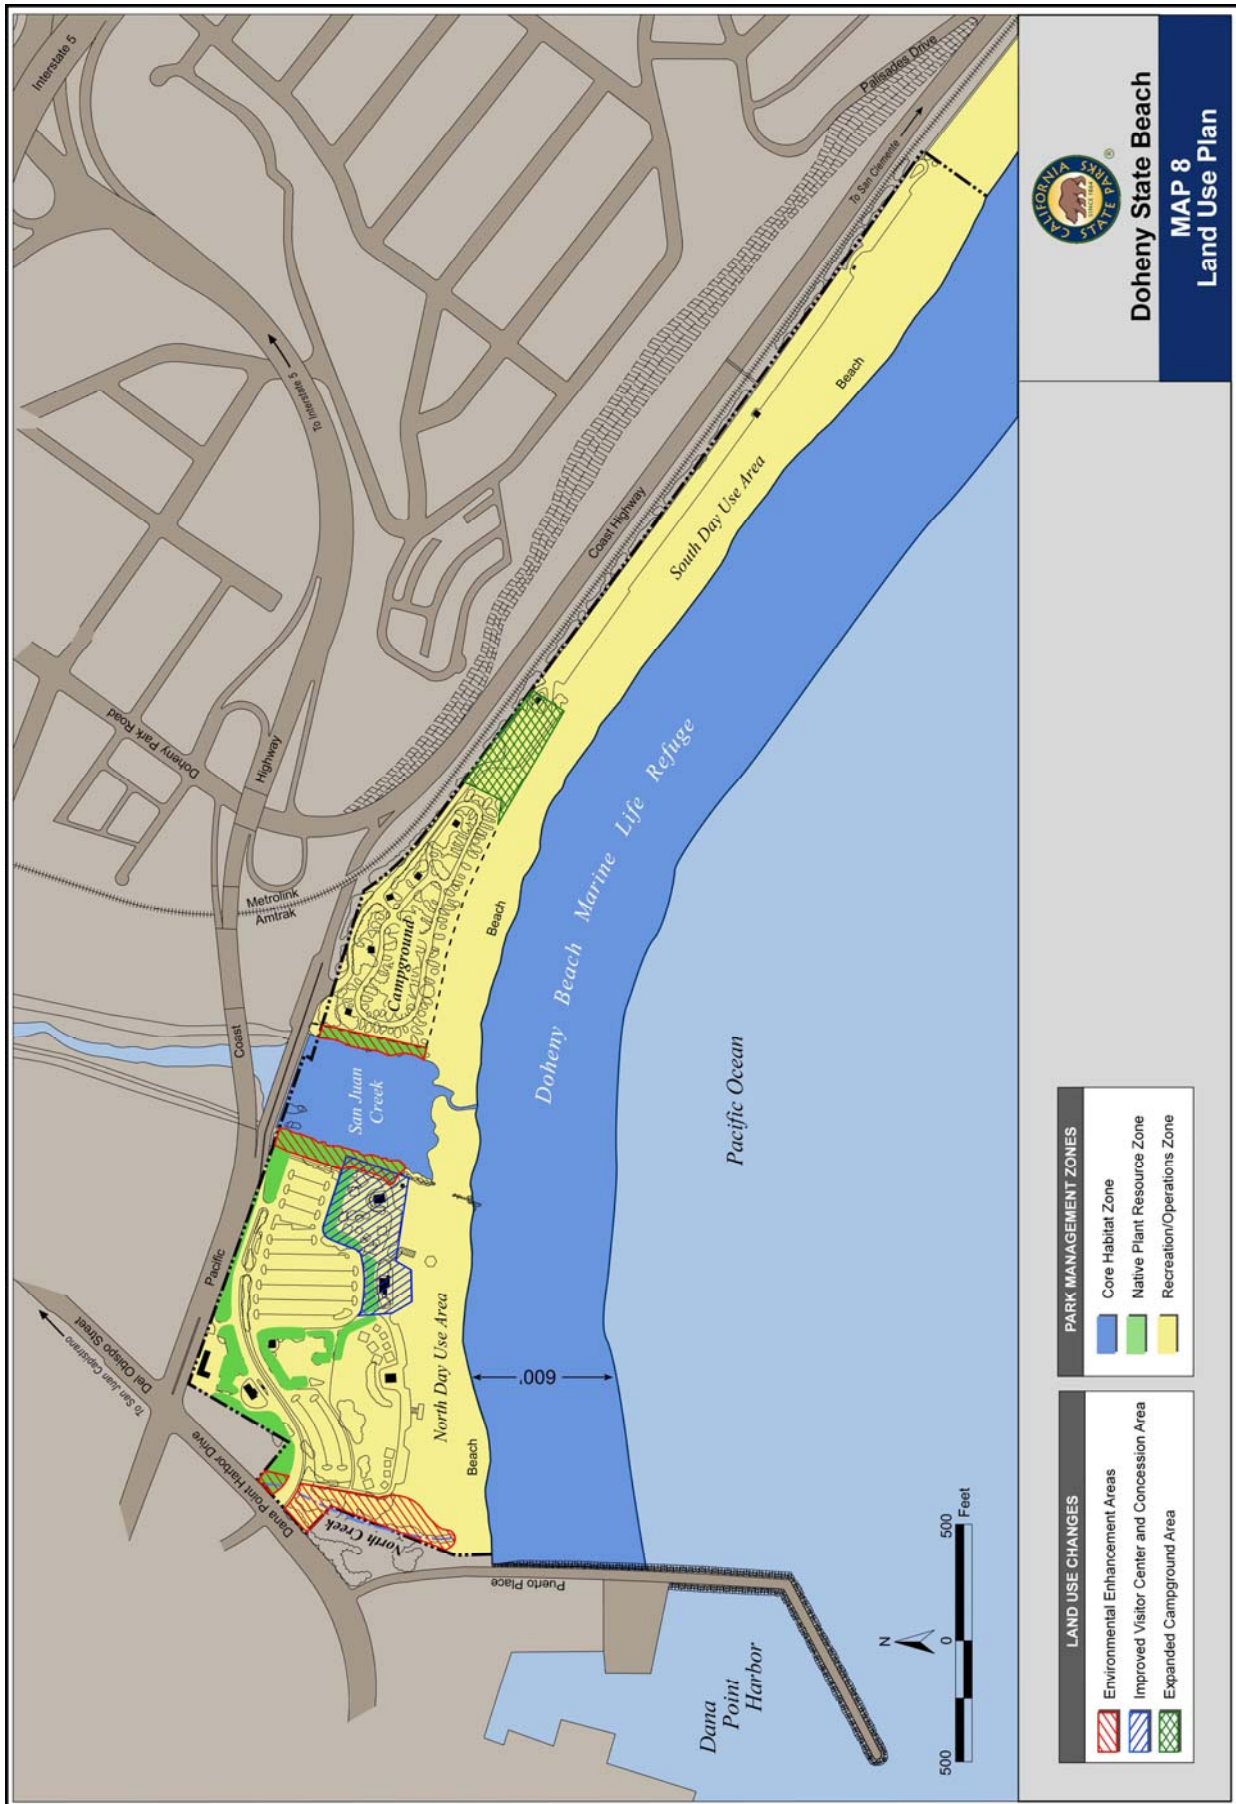 Interstate 5
To Interstate 5
Palisades Drive
To San Clemente
Doheny Park Road
Highway
Coast Highway
Metrolink
Amtrak
Coast
Pacific
Del Obispo Street
To San Juan Capistrano
Dana Point Harbor Drive
North Creek
Puerto Place
San Juan
Creek
Campground
North Day Use Area
Beach
Beach
South Day Use Area
Beach
600'
Doheny Beach Marine Life Refuge
Pacific Ocean
Dana
Point
Harbor
N
500
0
500
Feet
LAND USE CHANGES
Environmental Enhancement Areas
Improved Visitor Center and Concession Area
Expanded Campground Area
PARK MANAGEMENT ZONES
Core Habitat Zone
Native Plant Resource Zone
Recreation/Operations Zone
CALIFORNIA
STATE PARKS
SINCE 1864
®
Doheny State Beach
MAP 8
Land Use Plan